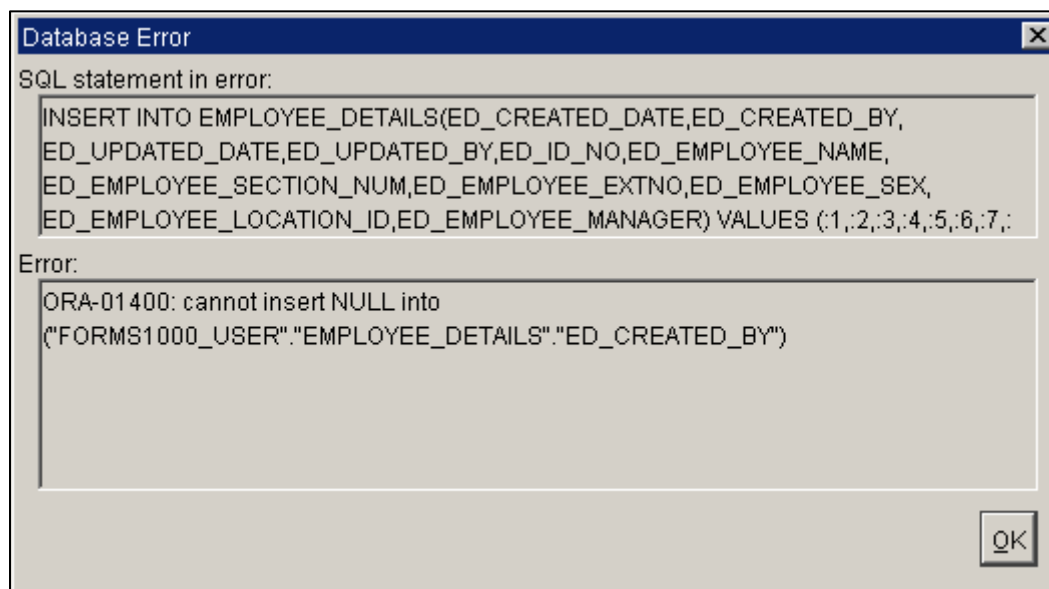 Database Error
SQL statement in error:
INSERT INTO EMPLOYEE_DETAILS(ED_CREATED_DATE,ED_CREATED_BY,
ED_UPDATED_DATE,ED_UPDATED_BY,ED_ID_NO,ED_EMPLOYEE_NAME,
ED_EMPLOYEE_SECTION_NUM,ED_EMPLOYEE_EXTNO,ED_EMPLOYEE_SEX,
ED_EMPLOYEE_LOCATION_ID,ED_EMPLOYEE_MANAGER) VALUES (:1,:2,:3,:4,:5,:6,:7,:
Error:
ORA-01400: cannot insert NULL into
("FORMS1000_USER"."EMPLOYEE_DETAILS"."ED_CREATED_BY")
OK